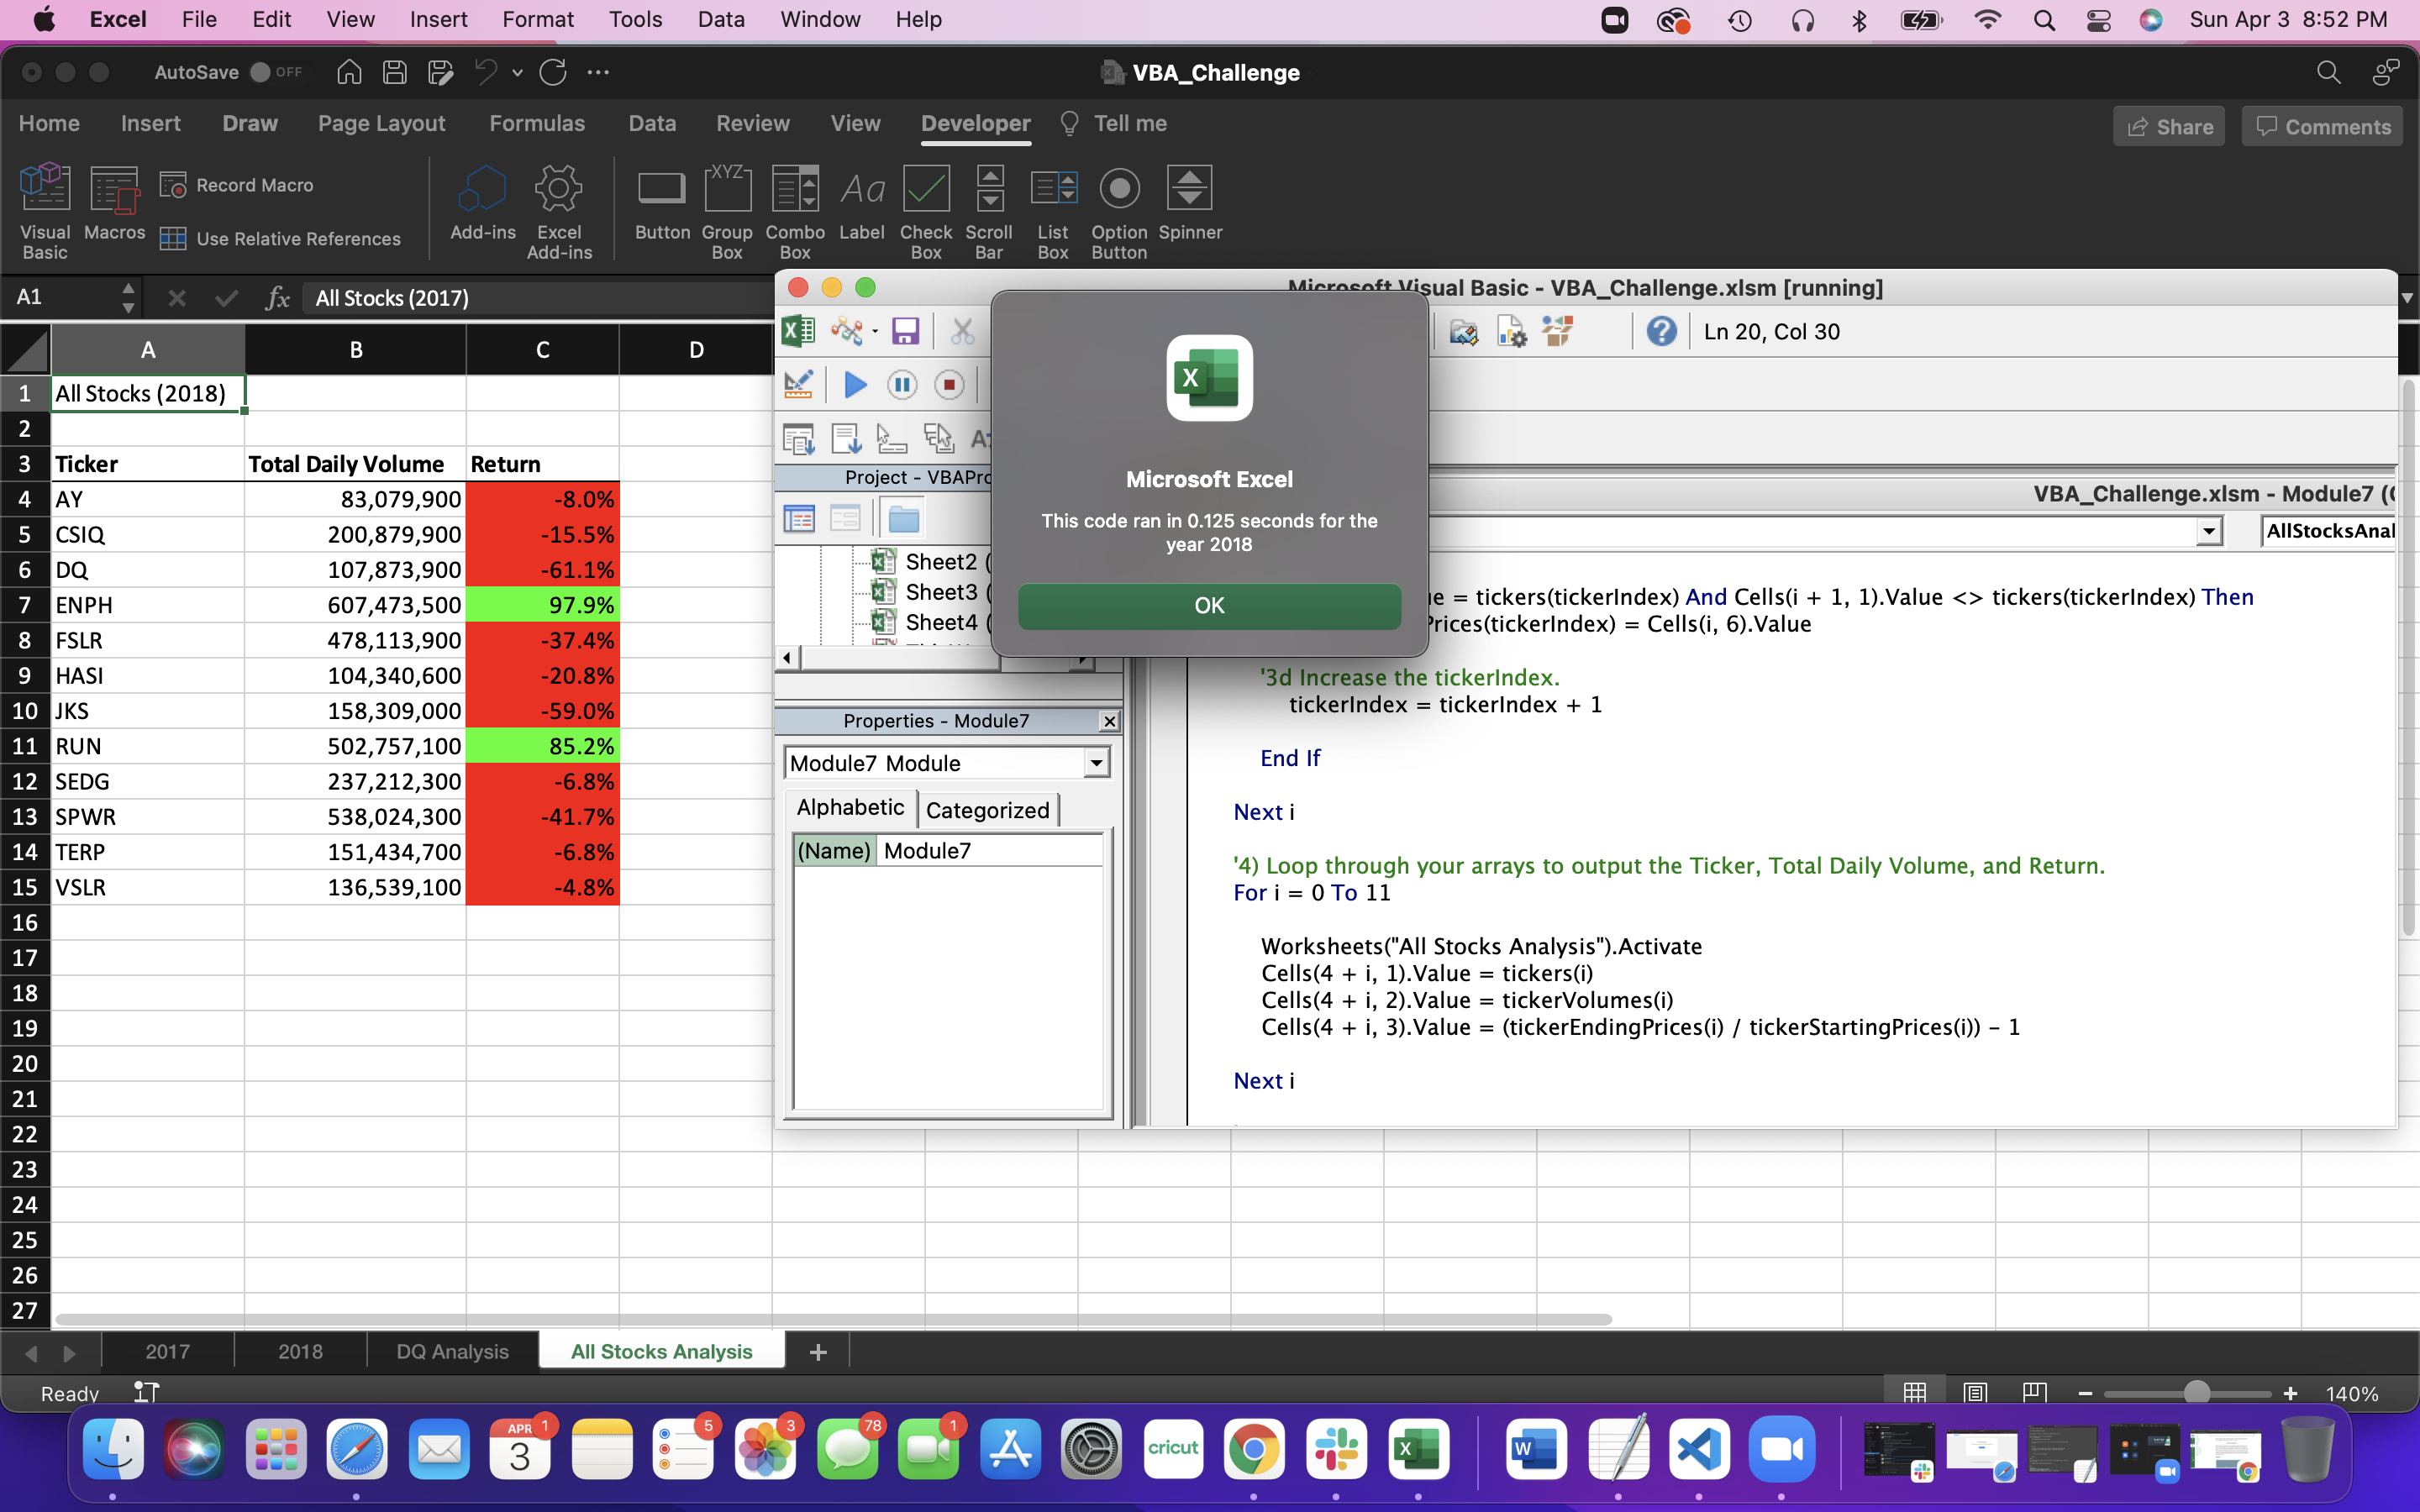 Excel File Edit View Insert Format Tools Data Window Help Sun Apr 3 8:52 PM
AutoSave OFF VBA_Challenge
Home Insert Draw Page Layout Formulas Data Review View Developer Tell me Share Comments
Visual Basic
Macros
Record Macro
Use Relative References
Add-ins
Excel Add-ins
Button
XYZ
Group Box
Combo Box
Aa
Label
Check Box
Scroll Bar
List Box
Option Button
Spinner
A1 fx All Stocks (2017)
A B C D
1 All Stocks (2018)
2
3 Ticker Total Daily Volume Return
4 AY 83,079,900 -8.0%
5 CSIQ 200,879,900 -15.5%
6 DQ 107,873,900 -61.1%
7 ENPH 607,473,500 97.9%
8 FSLR 478,113,900 -37.4%
9 HASI 104,340,600 -20.8%
10 JKS 158,309,000 -59.0%
11 RUN 502,757,100 85.2%
12 SEDG 237,212,300 -6.8%
13 SPWR 538,024,300 -41.7%
14 TERP 151,434,700 -6.8%
15 VSLR 136,539,100 -4.8%
16
17
18
19
20
21
22
23
24
25
26
27
Microsoft Visual Basic - VBA_Challenge.xlsm [running]
Ln 20, Col 30
Project - VBAPro
Sheet2 (
Sheet3 (
Sheet4 (
Properties - Module7
Module7 Module
Alphabetic Categorized
(Name) Module7
Microsoft Excel
This code ran in 0.125 seconds for the
year 2018
OK
VBA_Challenge.xlsm - Module7 (
AllStocksAnal
= tickers(tickerIndex) And Cells(i + 1, 1).Value <> tickers(tickerIndex) Then
Prices(tickerIndex) = Cells(i, 6).Value
'3d Increase the tickerIndex.
tickerIndex = tickerIndex + 1
End If
Next i
'4) Loop through your arrays to output the Ticker, Total Daily Volume, and Return.
For i = 0 To 11
Worksheets("All Stocks Analysis").Activate
Cells(4 + i, 1).Value = tickers(i)
Cells(4 + i, 2).Value = tickerVolumes(i)
Cells(4 + i, 3).Value = (tickerEndingPrices(i) / tickerStartingPrices(i)) - 1
Next i
2017 2018 DQ Analysis All Stocks Analysis +
Ready 140%
APR 3 1
5
3
78
1
cricut